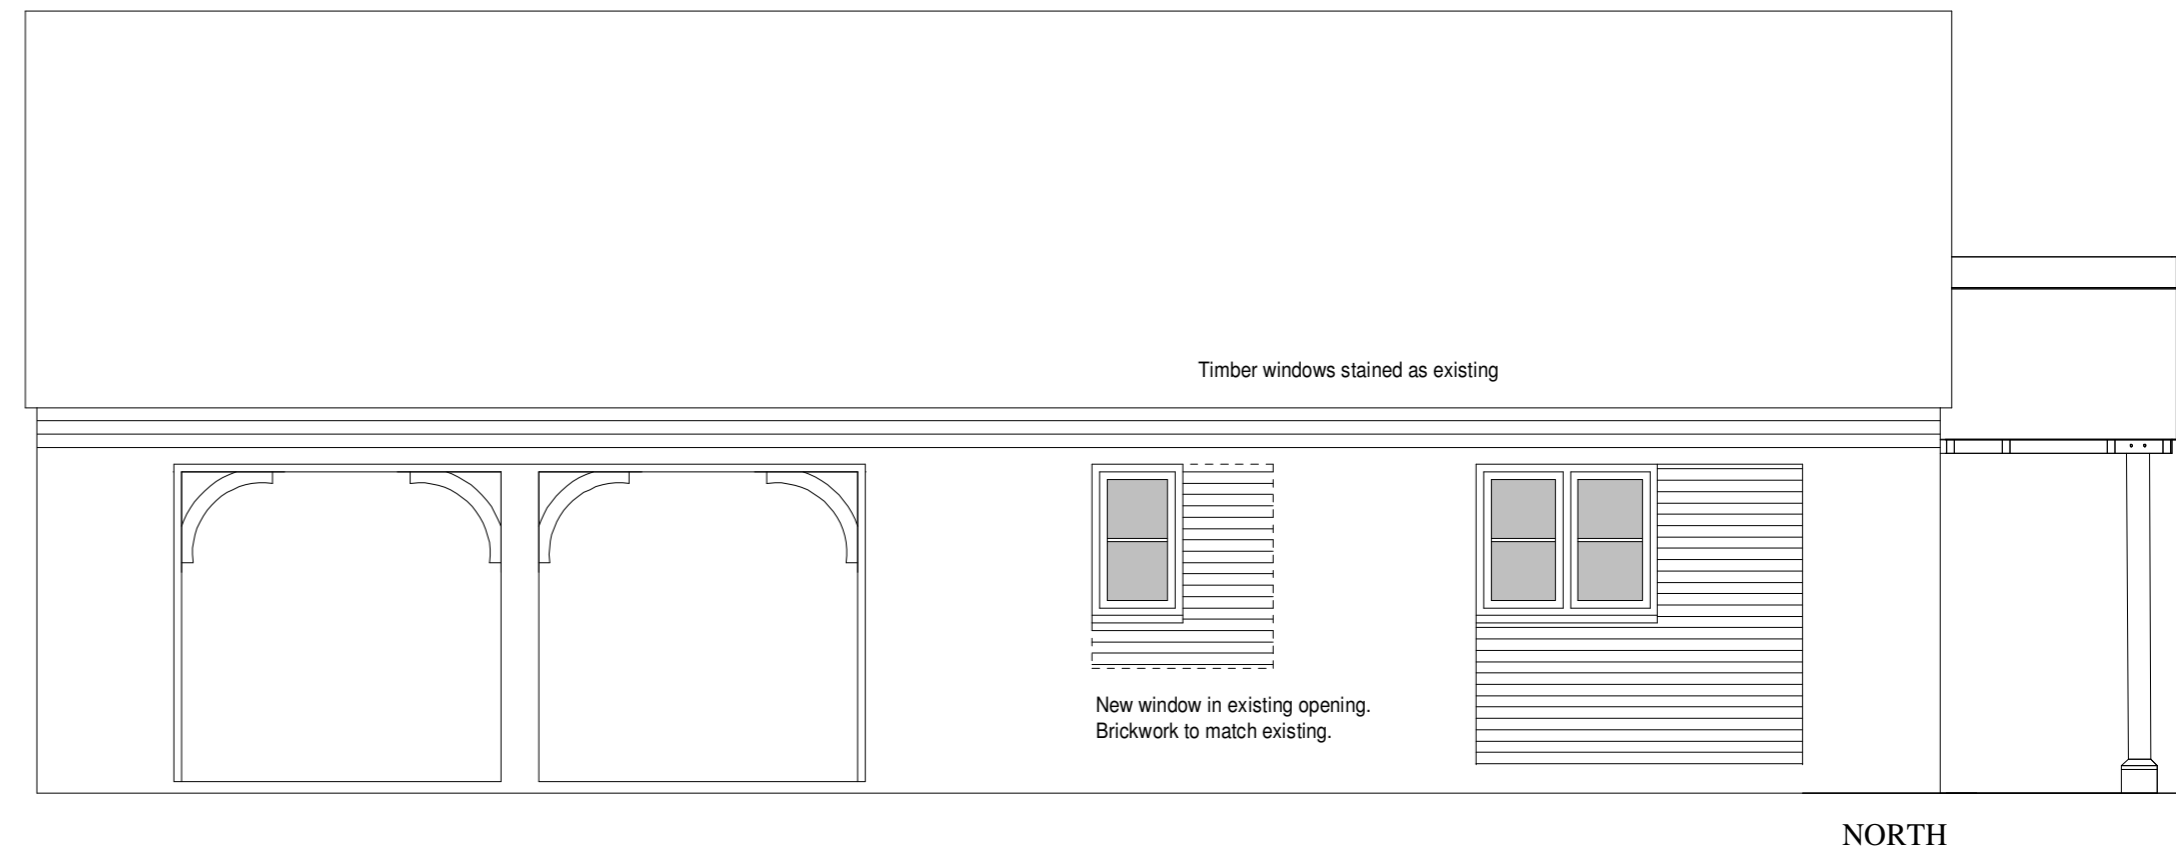 Timber windows stained as existing
New window in existing opening.
Brickwork to match existing.
NORTH